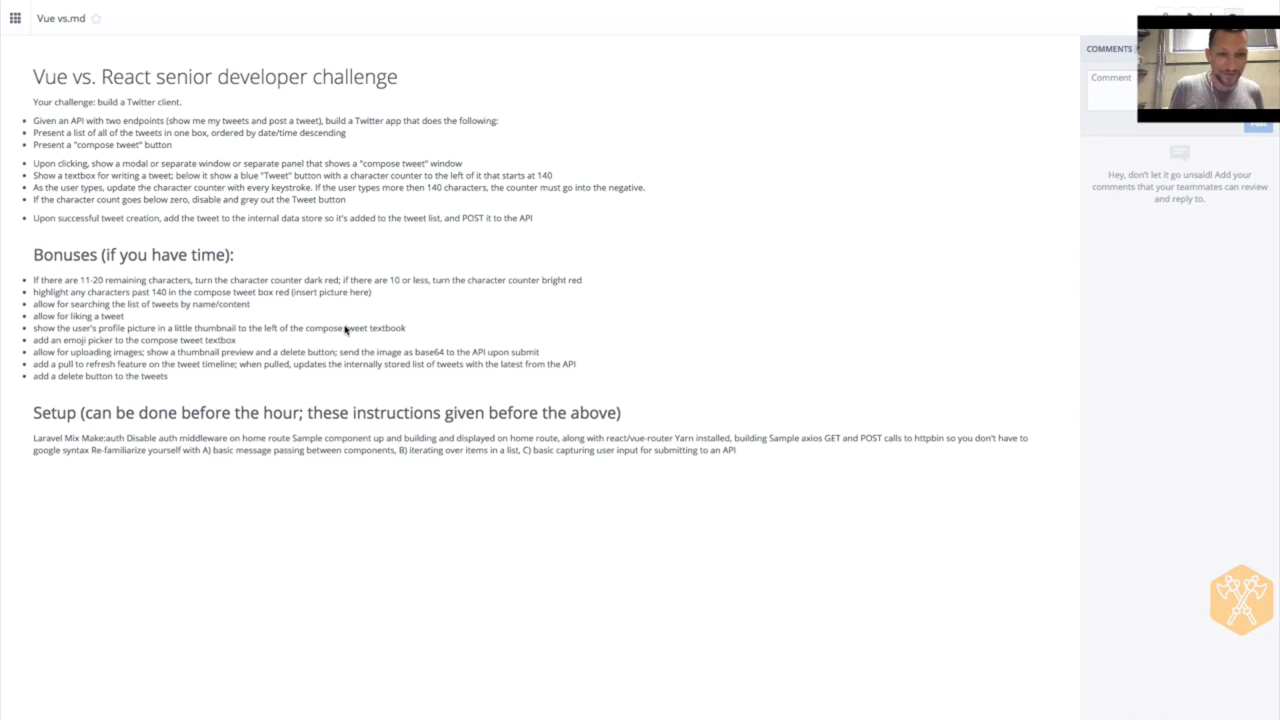 Vue vs.md
COMMENTS
Comment
Vue vs. React senior developer challenge
Your challenge: build a Twitter client.
Given an API with two endpoints (show me my tweets and post a tweet), build a Twitter app that does the following:
Present a list of all of the tweets in one box, ordered by date/time descending
Present a "compose tweet" button
Upon clicking, show a modal or separate window or separate panel that shows a "compose tweet" window
Show a textbox for writing a tweet; below it show a blue "Tweet" button with a character counter to the left of it that starts at 140
As the user types, update the character counter with every keystroke. If the user types more then 140 characters, the counter must go into the negative.
If the character count goes below zero, disable and grey out the Tweet button
Upon successful tweet creation, add the tweet to the internal data store so it's added to the tweet list, and POST it to the API
Bonuses (if you have time):
If there are 11-20 remaining characters, turn the character counter dark red; if there are 10 or less, turn the character counter bright red
highlight any characters past 140 in the compose tweet box red (insert picture here)
allow for searching the list of tweets by name/content
allow for liking a tweet
show the user's profile picture in a little thumbnail to the left of the compose tweet textbook
add an emoji picker to the compose tweet textbox
allow for uploading images; show a thumbnail preview and a delete button; send the image as base64 to the API upon submit
add a pull to refresh feature on the tweet timeline; when pulled, updates the internally stored list of tweets with the latest from the API
add a delete button to the tweets
Setup (can be done before the hour; these instructions given before the above)
Laravel Mix Make:auth Disable auth middleware on home route Sample component up and building and displayed on home route, along with react/vue-router Yarn installed, building Sample axios GET and POST calls to httpbin so you don't have to
google syntax Re-familiarize yourself with A) basic message passing between components, B) iterating over items in a list, C) basic capturing user input for submitting to an API
Hey, don't let it go unsaid! Add your
comments that your teammates can review
and reply to.